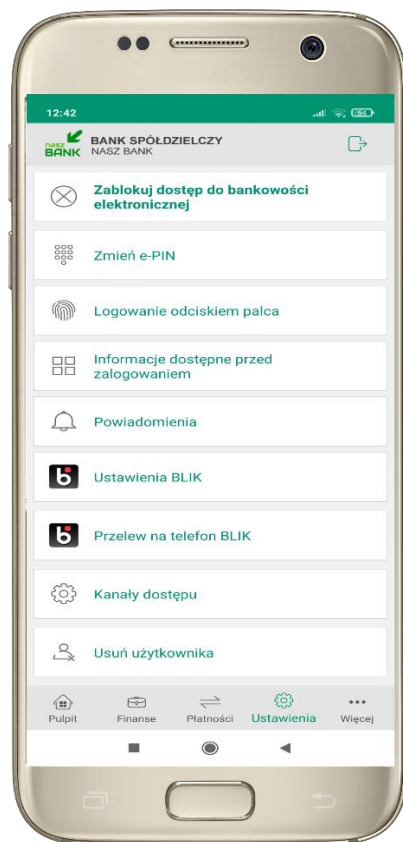 12:42
54
nasz
BANK
BANK SPÓŁDZIELCZY
NASZ BANK
Zablokuj dostęp do bankowości
elektronicznej
Zmień e-PIN
Logowanie odciskiem palca
Informacje dostępne przed
zalogowaniem
Powiadomienia
Ustawienia BLIK
Przelew na telefon BLIK
Kanały dostępu
Usuń użytkownika
Pulpit Finanse Płatności Ustawienia Więcej